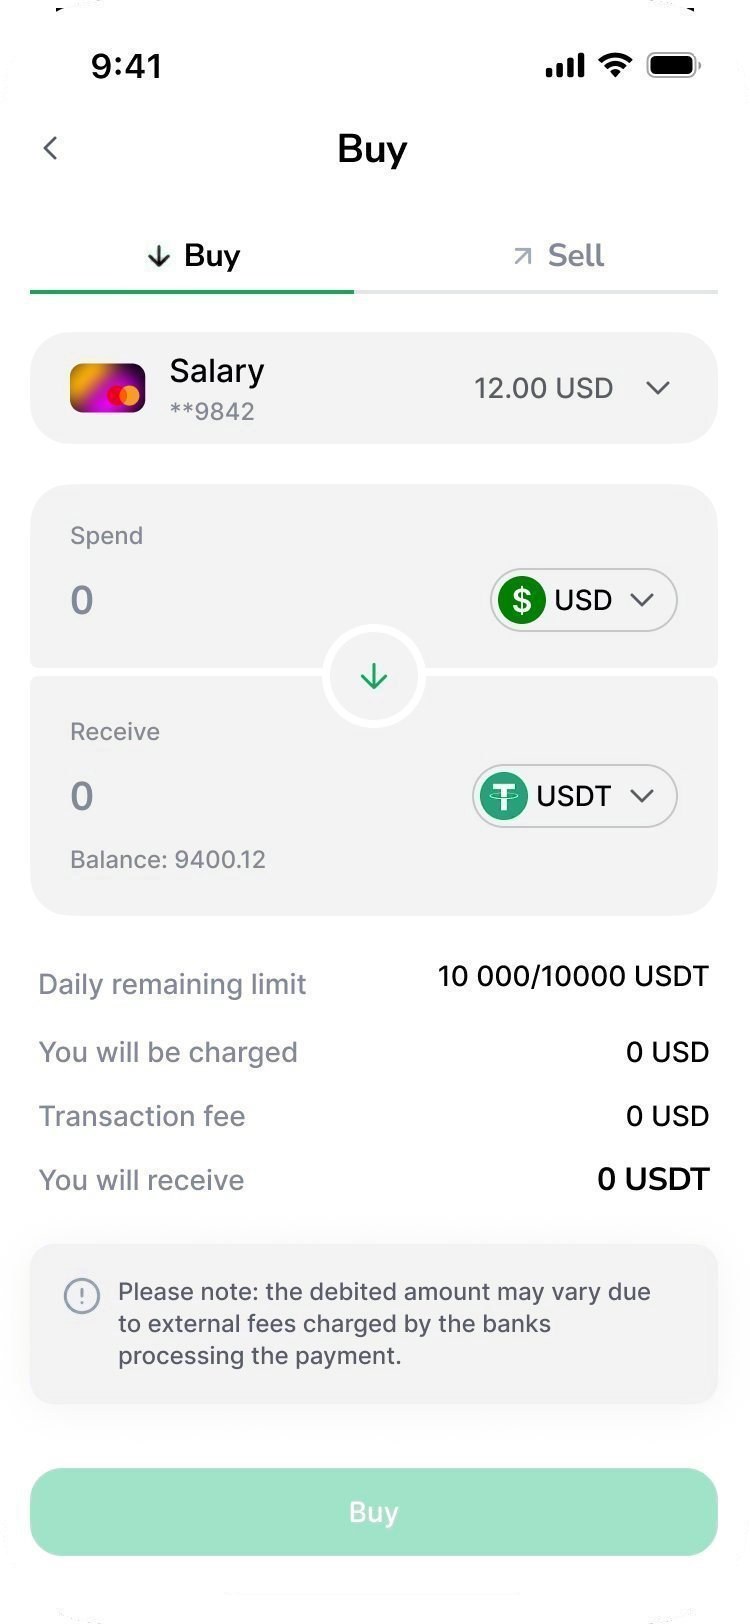 9:41
Buy
Buy
Sell
Salary
12.00 USD
**9842
Spend
0
$ USD
Receive
0
USDT
Balance: 9400.12
Daily remaining limit 10 000/10000 USDT
You will be charged 0 USD
Transaction fee 0 USD
You will receive 0 USDT
Please note: the debited amount may vary due
to external fees charged by the banks
processing the payment.
Buy